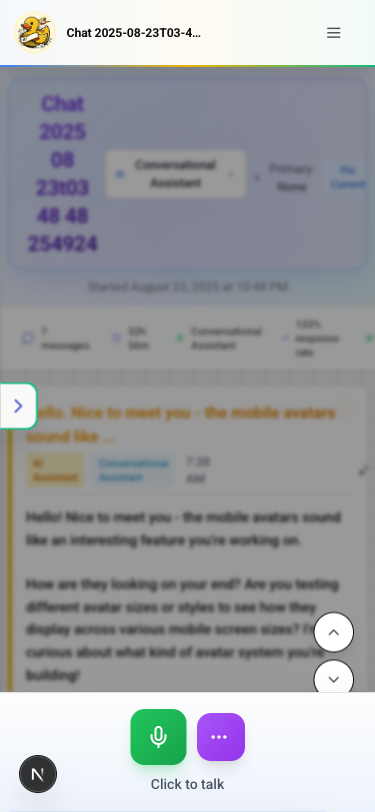 Chat 2025-08-23T03-4...
Chat
2025
08
23t03
48 48
254924
Conversational
Assistant
Primary:
None
Pin
Current
Started August 22, 2025 at 10:48 PM
7
messages
32h
56m
Conversational
Assistant
133%
response
rate
Hello. Nice to meet you - the mobile avatars
sound like ...
AI
Assistant
Conversational
Assistant
7:38
AM
Hello! Nice to meet you - the mobile avatars sound
like an interesting feature you're working on.
How are they looking on your end? Are you testing
different avatar sizes or styles to see how they
display across various mobile screen sizes? I'm
curious about what kind of avatar system you're
building!
N
Click to talk